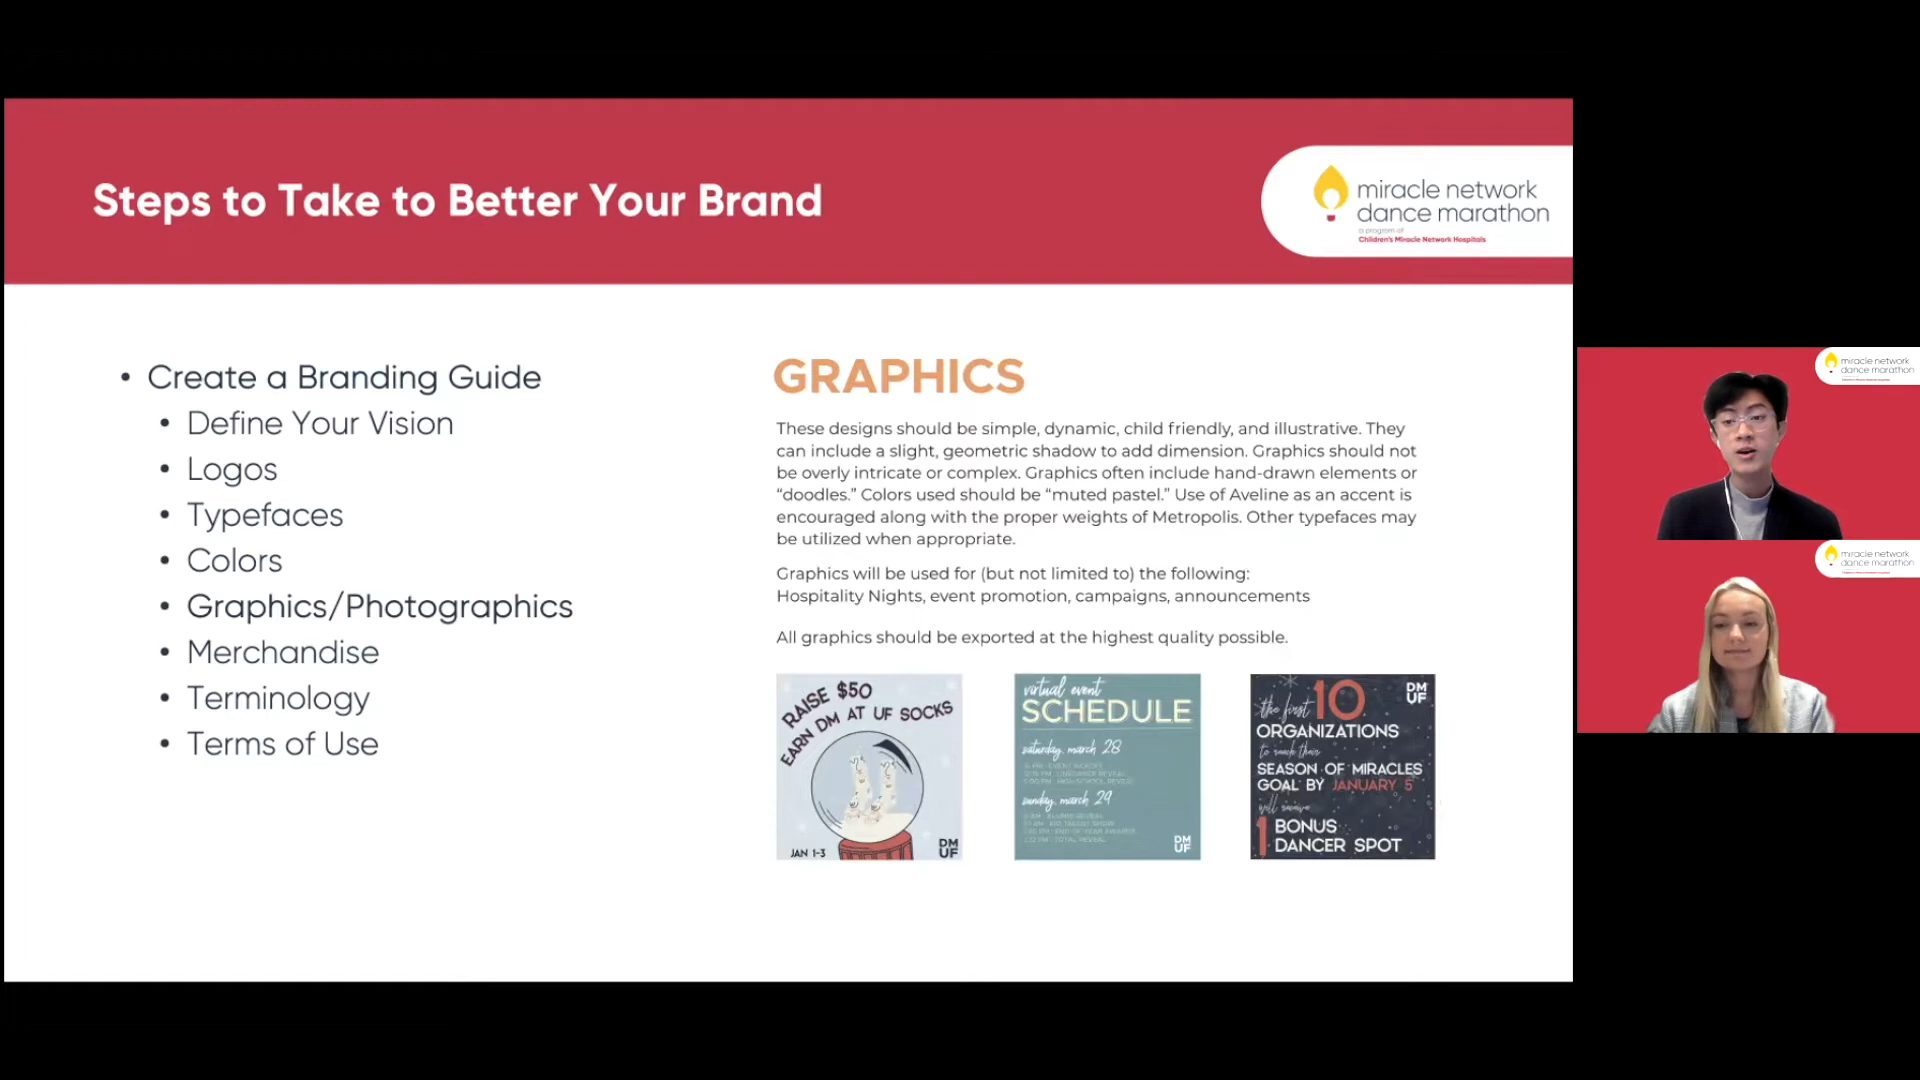 Steps to Take to Better Your Brand
miracle network
dance marathon
a program of
Children's Miracle Network Hospitals
• Create a Branding Guide
• Define Your Vision
• Logos
• Typefaces
• Colors
• Graphics/Photographics
• Merchandise
• Terminology
• Terms of Use
GRAPHICS
These designs should be simple, dynamic, child friendly, and illustrative. They
can include a slight, geometric shadow to add dimension. Graphics should not
be overly intricate or complex. Graphics often include hand-drawn elements or
“doodles.” Colors used should be “muted pastel.” Use of Aveline as an accent is
encouraged along with the proper weights of Metropolis. Other typefaces may
be utilized when appropriate.
Graphics will be used for (but not limited to) the following:
Hospitality Nights, event promotion, campaigns, announcements
All graphics should be exported at the highest quality possible.
RAISE $50
EARN DM AT UF SOCKS
JAN 1-3
DM
UF
virtual event
SCHEDULE
saturday, march 28
sunday, march 29
DM
UF
the first 10
ORGANIZATIONS
to reach their
SEASON OF MIRACLES
GOAL BY JANUARY 5
will receive
1 BONUS
DANCER SPOT
DM
UF
miracle network
dance marathon
miracle network
dance marathon